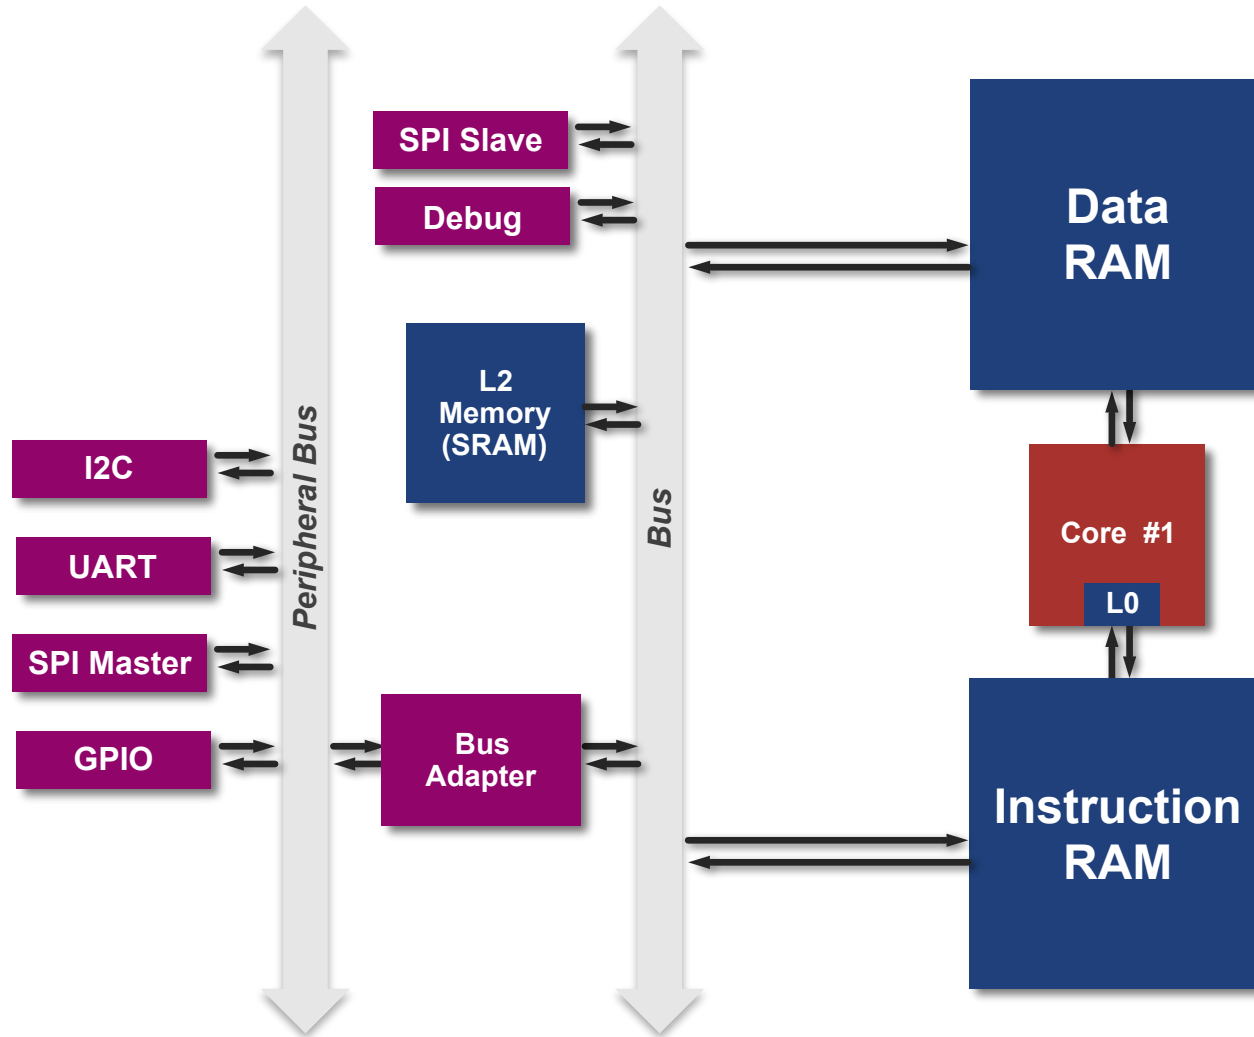 SPI Slave
Debug
Data
RAM
L2
Memory
(SRAM)
Peripheral Bus
Bus
I2C
UART
SPI Master
GPIO
Bus
Adapter
Core #1
L0
Instruction
RAM